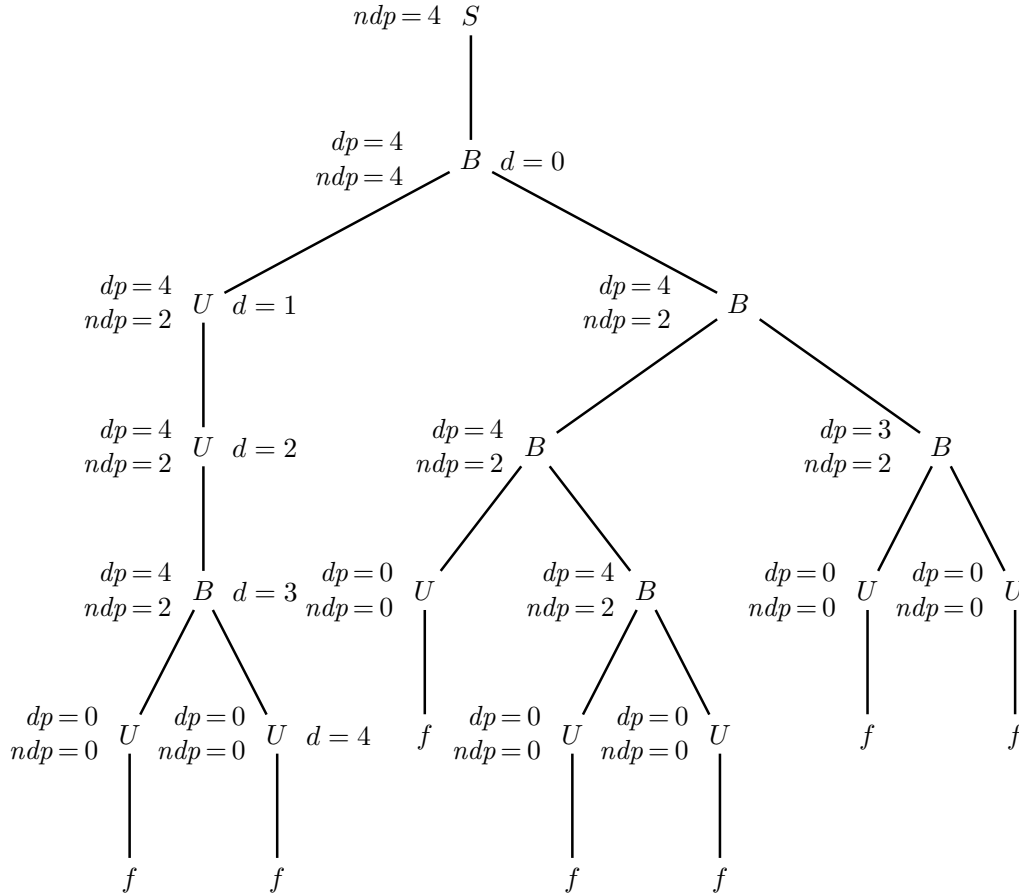 ndp = 4 S
dp = 4
ndp = 4
B d = 0
dp = 4
ndp = 2
U d = 1
dp = 4
ndp = 2
B
dp = 4
ndp = 2
U d = 2
dp = 4
ndp = 2
B
dp = 3
ndp = 2
B
dp = 4
ndp = 2
B d = 3
dp = 0
ndp = 0
U
dp = 4
ndp = 2
B
dp = 0
ndp = 0
U
dp = 0
ndp = 0
U
dp = 0
ndp = 0
U
dp = 0
ndp = 0
U d = 4
f
dp = 0
ndp = 0
U
dp = 0
ndp = 0
U
f
f
f
f
f
f